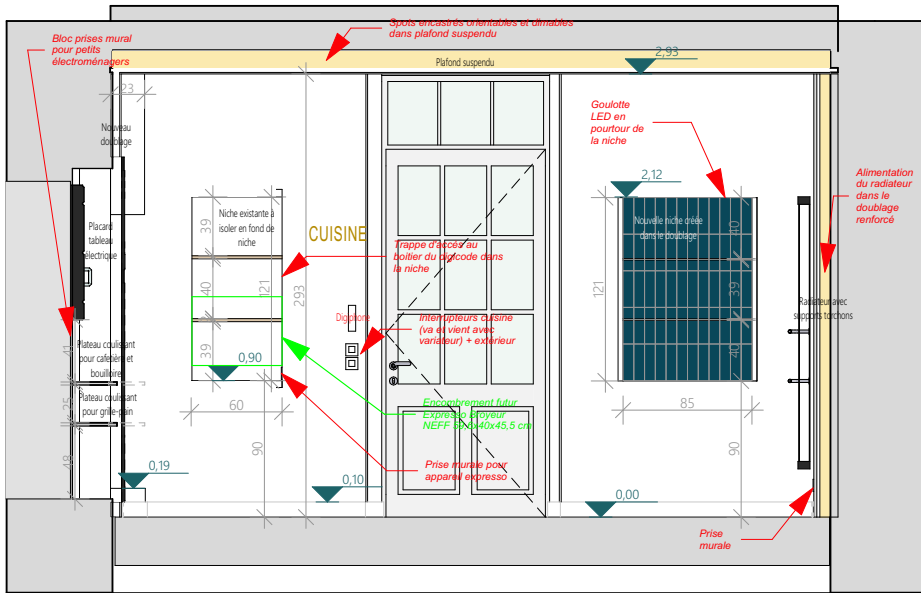 Bloc prises mural
pour petits
électroménagers
Spots encastrés orientables et dimables
dans plafond suspendu
Plafond suspendu
2,93
23
Nouveau
doublage
Goulotte
LED en
pourtour de
la niche
Alimentation
du radiateur
dans le
doublage
renforcé
2,12
Niche existante à
isoler en fond de
niche
CUISINE
Nouvelle niche créée
dans le doublage
Placard
tableau
électrique
Trappe d'accés au
boitier du digicode dans
la niche
39
40
39
121
293
40
39
40
121
Digiphone
Interrupteurs cuisine
(va et vient avec
variateur) + extérieur
Radiateur avec
supports torchons
Plateau coulissant
pour cafetière et
bouilloire
Plateau coulissant
pour grille-pain
41
25
48
0,90
60
85
90
90
Encombrement futur
Expresso Broyeur
NEFF 59,6x40x45,5 cm
Prise murale pour
appareil expresso
0,19
0,10
0,00
Prise
murale